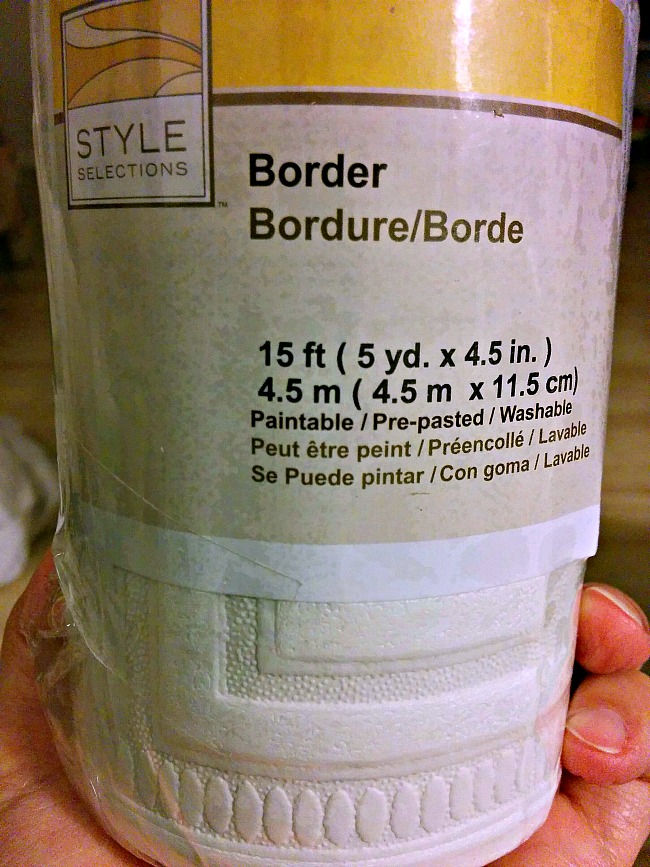 STYLE
SELECTIONS
™
Border
Bordure/Borde
15 ft ( 5 yd. x 4.5 in. )
4.5 m ( 4.5 m x 11.5 cm)
Paintable / Pre-pasted / Washable
Peut être peint / Préencollé / Lavable
Se Puede pintar / Con goma / Lavable